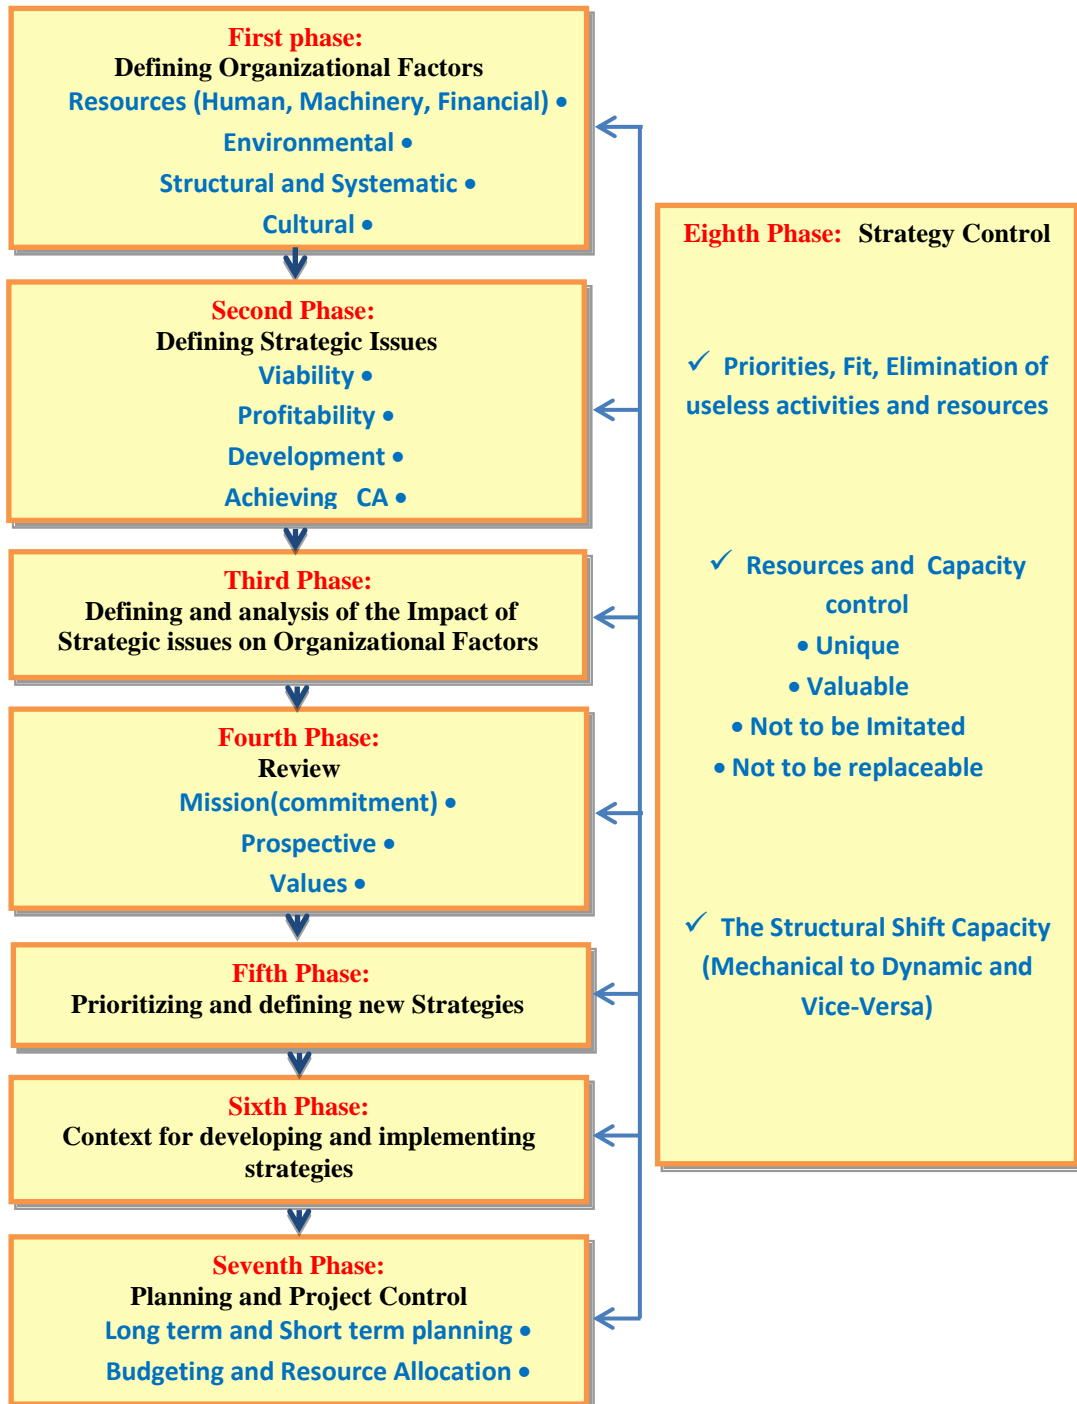 First phase:
Defining Organizational Factors
Resources (Human, Machinery, Financial) •
Environmental •
Structural and Systematic •
Cultural •
Second Phase:
Defining Strategic Issues
Viability •
Profitability •
Development •
Achieving CA •
Third Phase:
Defining and analysis of the Impact of
Strategic issues on Organizational Factors
Fourth Phase:
Review
Mission(commitment) •
Prospective •
Values •
Fifth Phase:
Prioritizing and defining new Strategies
Sixth Phase:
Context for developing and implementing
strategies
Seventh Phase:
Planning and Project Control
Long term and Short term planning •
Budgeting and Resource Allocation •
Eighth Phase: Strategy Control
✓ Priorities, Fit, Elimination of
useless activities and resources
✓ Resources and Capacity
control
• Unique
• Valuable
• Not to be Imitated
• Not to be replaceable
✓ The Structural Shift Capacity
(Mechanical to Dynamic and
Vice-Versa)